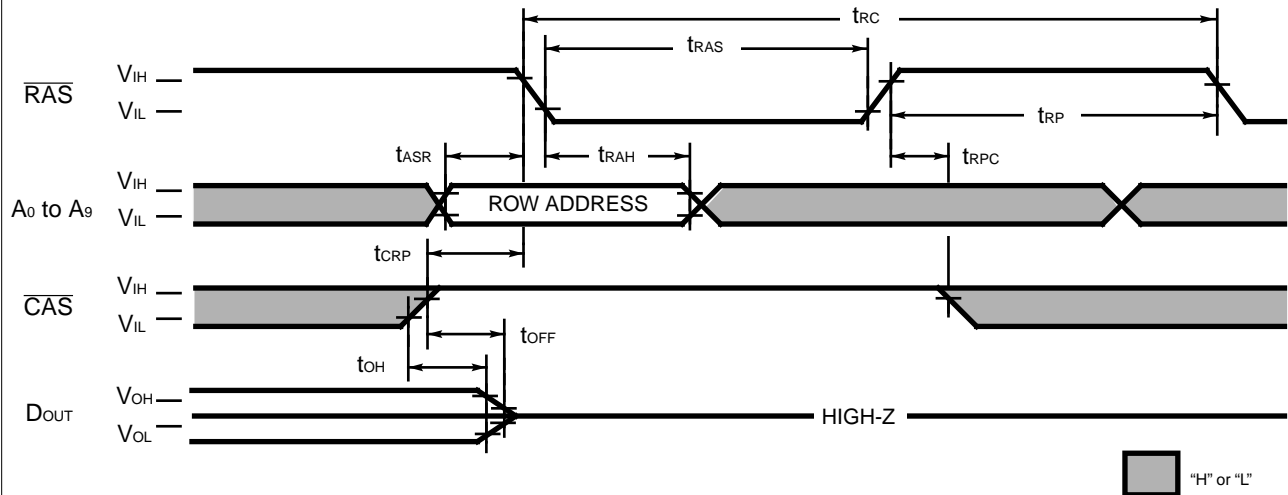 tRC
tRAS
RAS
VIH
VIL
tRP
tASR
tRAH
tRPC
A0 to A9
VIH
VIL
ROW ADDRESS
tCRP
CAS
VIH
VIL
tOFF
tOH
DOUT
VOH
VOL
HIGH-Z
“H” or “L”